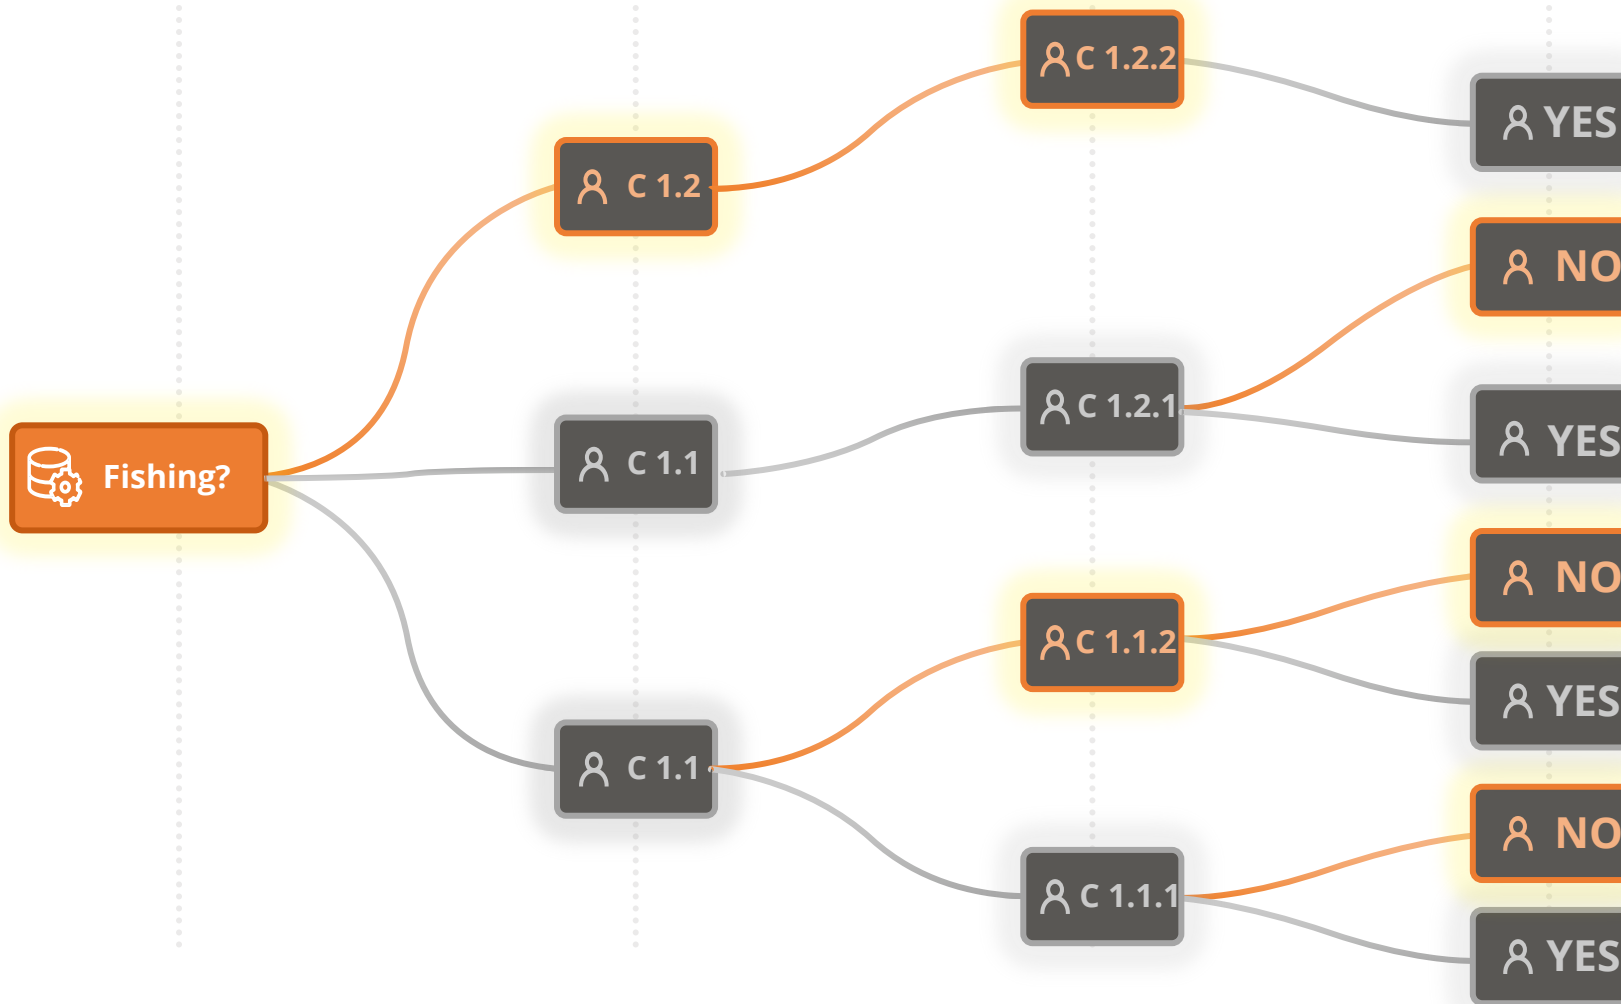 Fishing?
C 1.2
C 1.1
C 1.1
C 1.2.2
C 1.2.1
C 1.1.2
C 1.1.1
YES
NO
YES
NO
YES
NO
YES